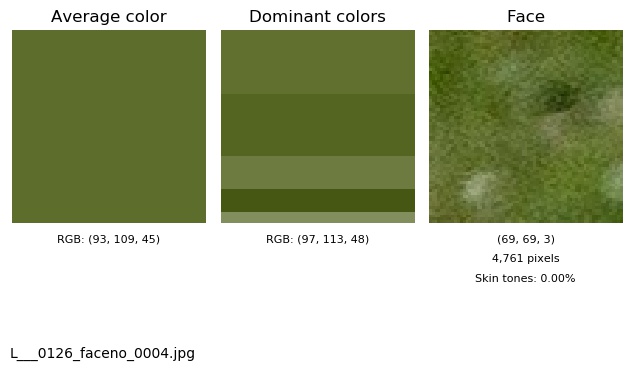 Average color
Dominant colors
Face
RGB: (93, 109, 45)
RGB: (97, 113, 48)
(69, 69, 3)
4,761 pixels
Skin tones: 0.00%
L___0126_faceno_0004.jpg